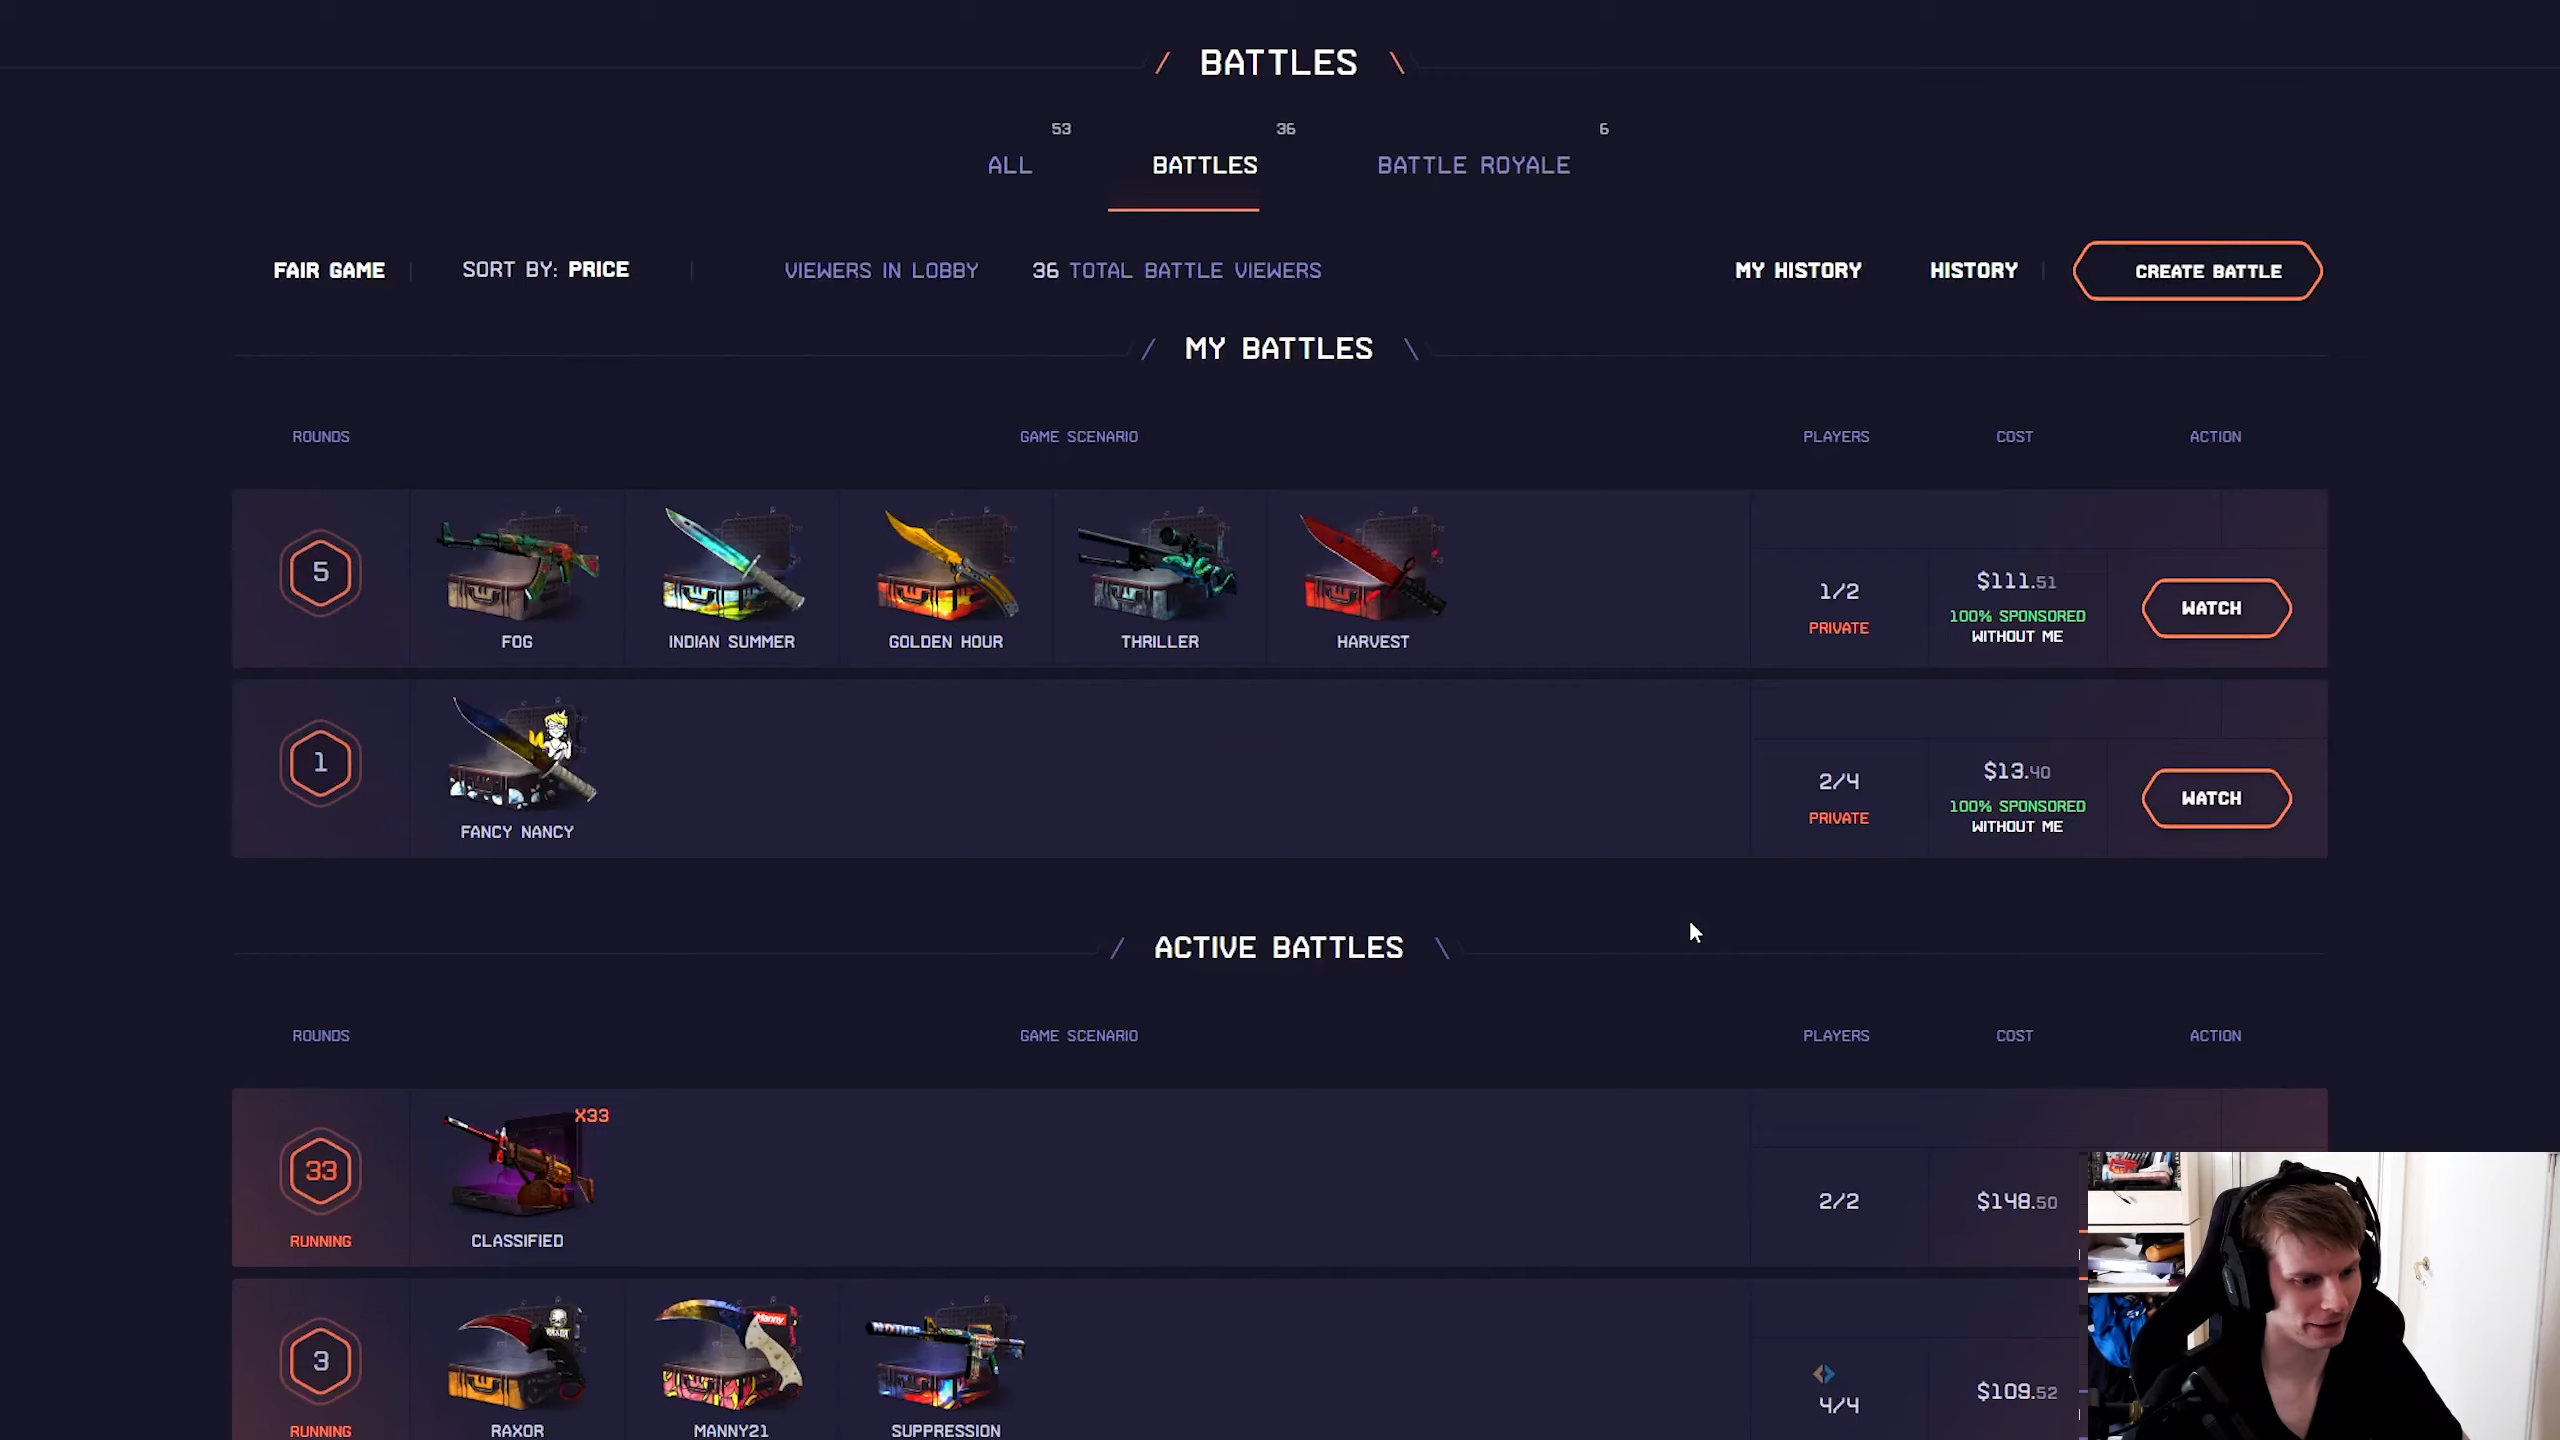 / BATTLES \
53 36 6
ALL BATTLES BATTLE ROYALE
FAIR GAME SORT BY: PRICE VIEWERS IN LOBBY 36 TOTAL BATTLE VIEWERS MY HISTORY HISTORY CREATE BATTLE
/ MY BATTLES \
ROUNDS GAME SCENARIO PLAYERS COST ACTION
5
FOG INDIAN SUMMER GOLDEN HOUR THRILLER HARVEST
1/2
PRIVATE
$111.51
100% SPONSORED
WITHOUT ME
WATCH
1
FANCY NANCY
2/4
PRIVATE
$13.40
100% SPONSORED
WITHOUT ME
WATCH
/ ACTIVE BATTLES \
ROUNDS GAME SCENARIO PLAYERS COST ACTION
33
RUNNING
X33
CLASSIFIED
2/2
$148.50
3
RUNNING
RAXOR
Manny
MANNY21
NOTICE
SUPPRESSION
4/4
$109.52